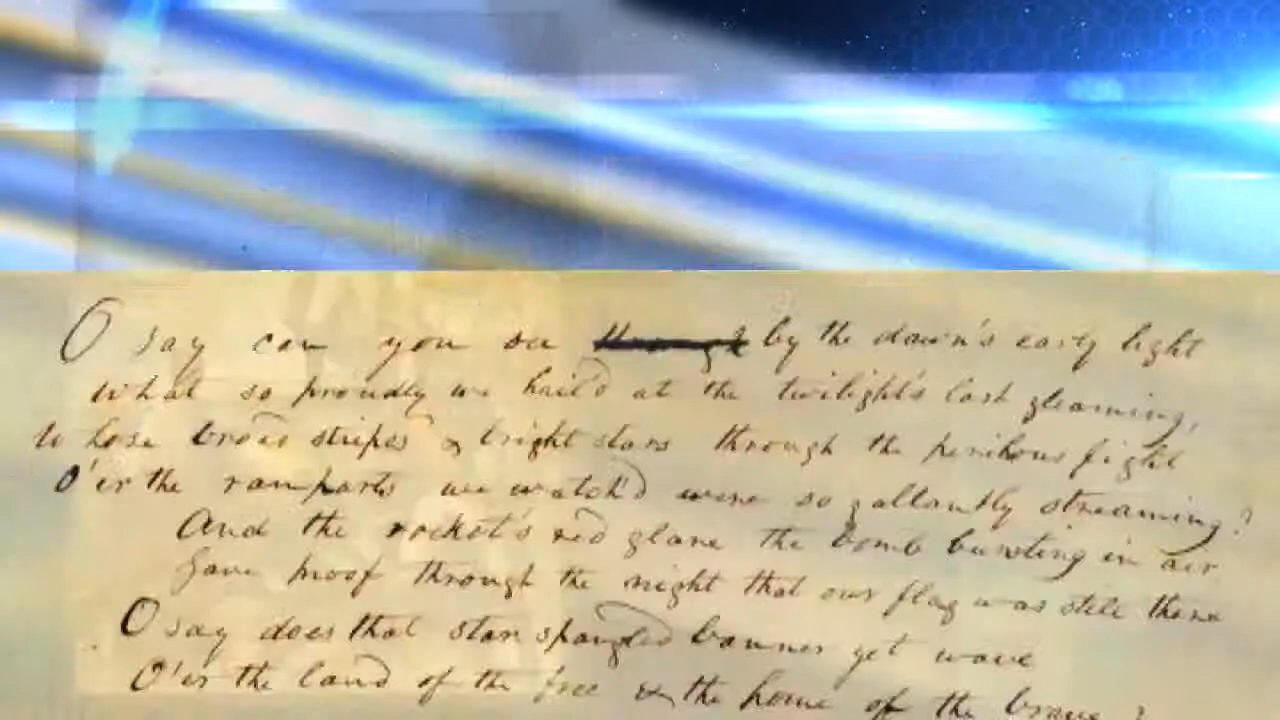 O say can you see through by the dawn's early light
What so proudly we hail'd at the twilight's last gleaming,
Whose broad stripes & bright stars through the perilous fight
O'er the ramparts we watch'd were so gallantly streaming?
And the rocket's red glare the bomb bursting in air
Gave proof through the night that our flag was still there
O say does that star spangled banner yet wave
O'er the land of the free & the home of the brave?